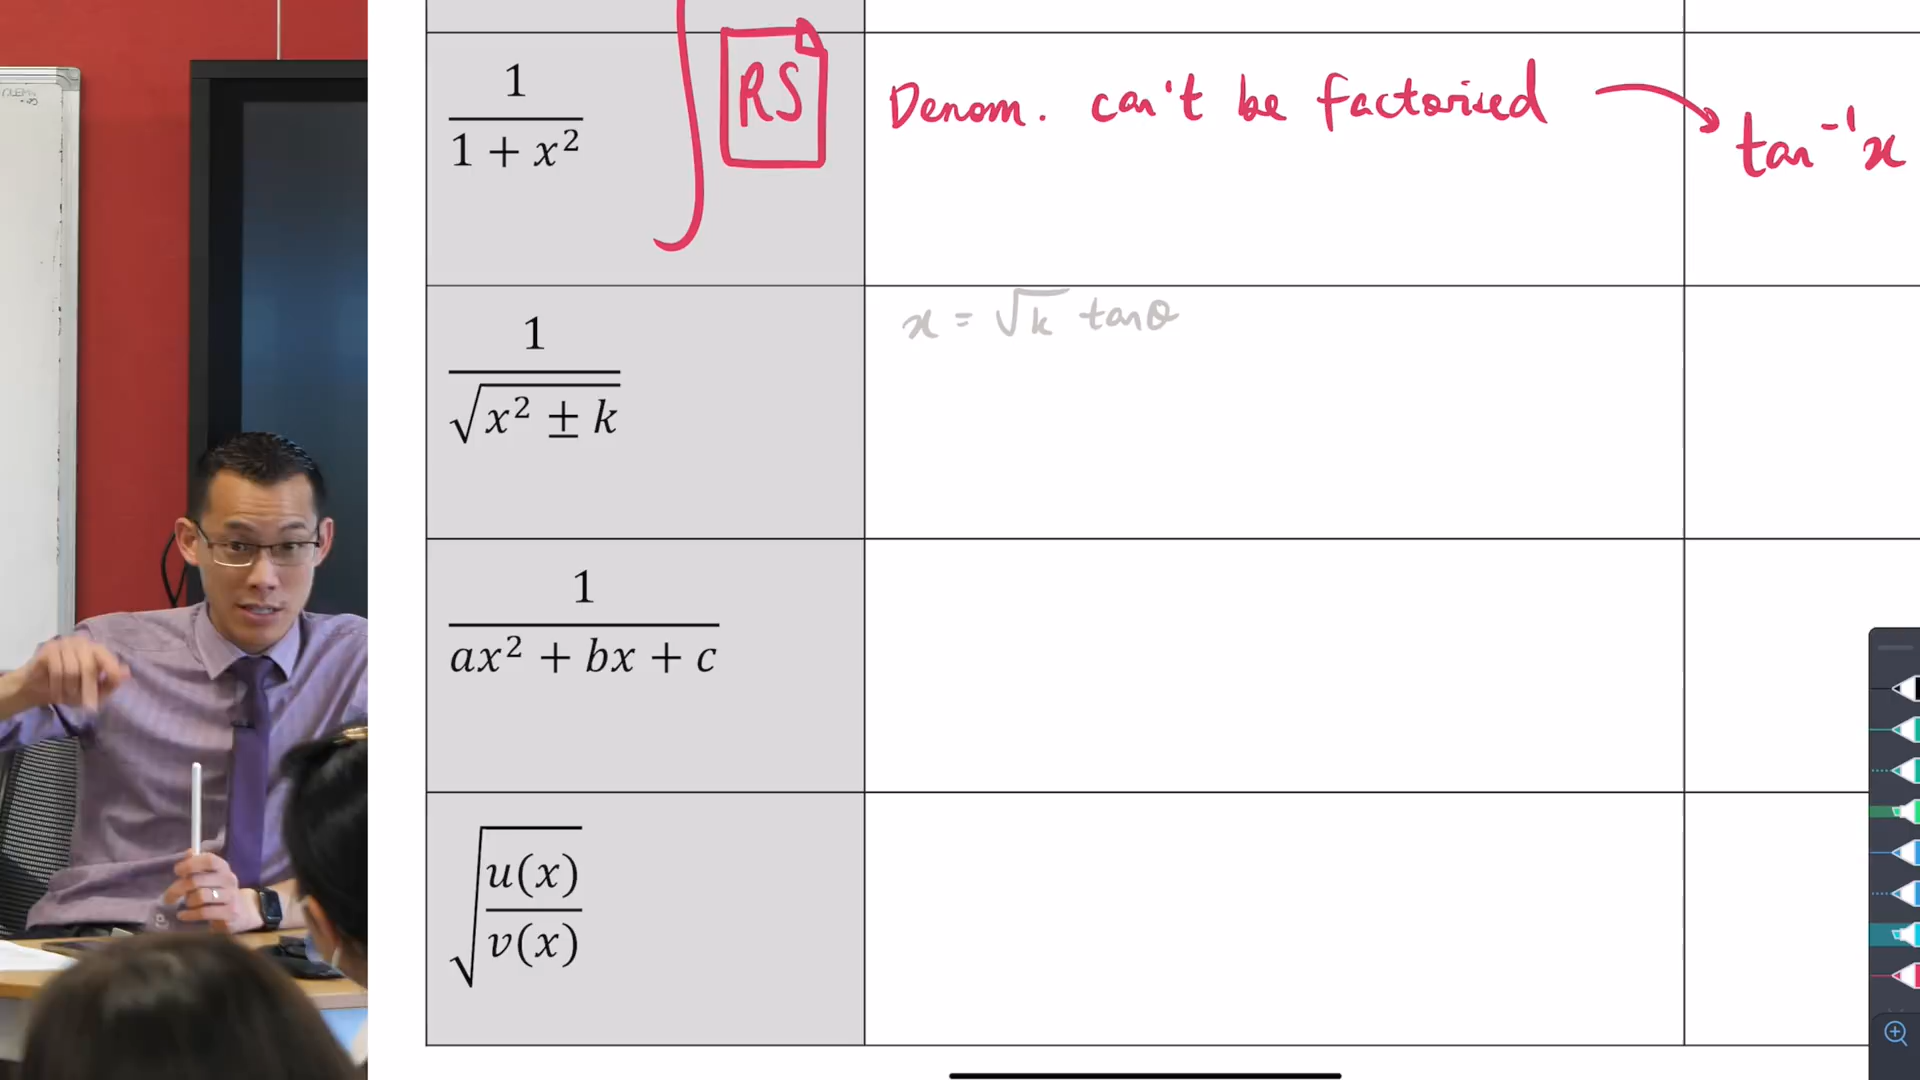 1/(1 + x²)
RS
Denom. can't be factorised
tan⁻¹x
1/√(x² ± k)
x = √k tanθ
1/(ax² + bx + c)
√(u(x)/v(x))